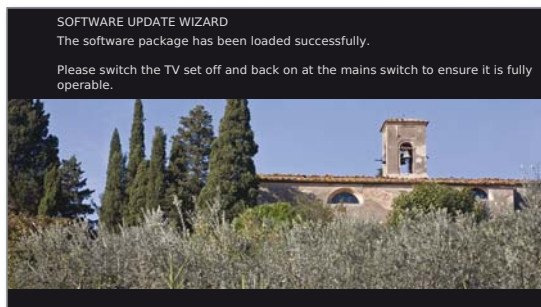 SOFTWARE UPDATE WIZARD
The software package has been loaded successfully.
Please switch the TV set off and back on at the mains switch to ensure it is fully
operable.